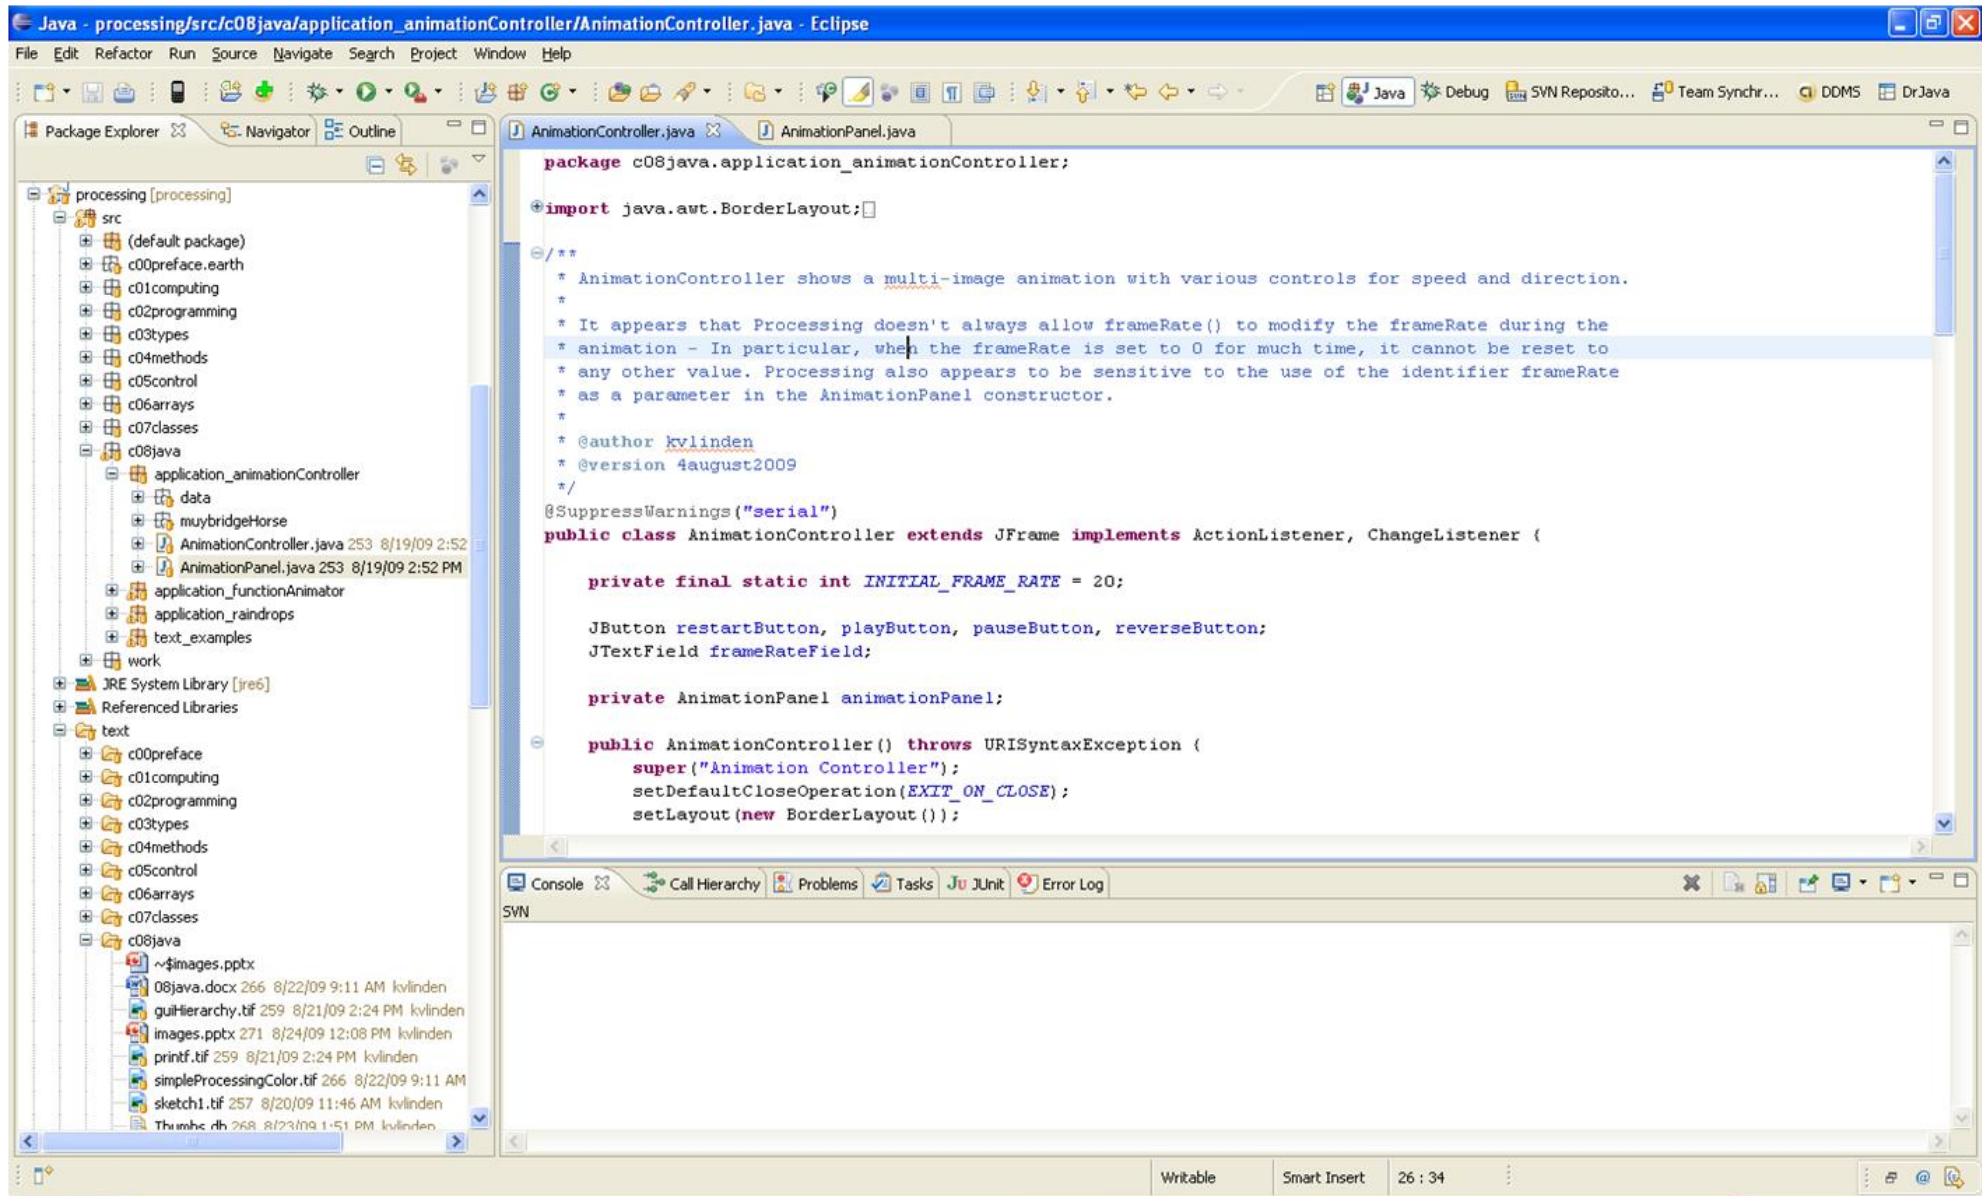 Java - processing/src/c08java/application_animationController/AnimationController.java - Eclipse
File Edit Refactor Run Source Navigate Search Project Window Help
Java Debug SVN Reposito... Team Synchr... DDMS DrJava
Package Explorer Navigator Outline
processing [processing]
src
(default package)
c00preface.earth
c01computing
c02programming
c03types
c04methods
c05control
c06arrays
c07classes
c08java
application_animationController
data
muybridgeHorse
AnimationController.java 253 8/19/09 2:52
AnimationPanel.java 253 8/19/09 2:52 PM
application_functionAnimator
application_raindrops
text_examples
work
JRE System Library [jre6]
Referenced Libraries
text
c00preface
c01computing
c02programming
c03types
c04methods
c05control
c06arrays
c07classes
c08java
~$images.pptx
08java.docx 266 8/22/09 9:11 AM kvlinden
guiHierarchy.tif 259 8/21/09 2:24 PM kvlinden
images.pptx 271 8/24/09 12:08 PM kvlinden
printf.tif 259 8/21/09 2:24 PM kvlinden
simpleProcessingColor.tif 266 8/22/09 9:11 AM
sketch1.tif 257 8/20/09 11:46 AM kvlinden
Thumbs.db 268 8/23/09 1:51 PM kvlinden
AnimationController.java AnimationPanel.java
package c08java.application_animationController;
import java.awt.BorderLayout;
/**
* AnimationController shows a multi-image animation with various controls for speed and direction.
*
* It appears that Processing doesn't always allow frameRate() to modify the frameRate during the
* animation - In particular, when the frameRate is set to 0 for much time, it cannot be reset to
* any other value. Processing also appears to be sensitive to the use of the identifier frameRate
* as a parameter in the AnimationPanel constructor.
*
* @author kvlinden
* @version 4august2009
*/
@SuppressWarnings("serial")
public class AnimationController extends JFrame implements ActionListener, ChangeListener {
private final static int INITIAL_FRAME_RATE = 20;
JButton restartButton, playButton, pauseButton, reverseButton;
JTextField frameRateField;
private AnimationPanel animationPanel;
public AnimationController() throws URISyntaxException {
super("Animation Controller");
setDefaultCloseOperation(EXIT_ON_CLOSE);
setLayout(new BorderLayout());
Console Call Hierarchy Problems Tasks JUnit Error Log
SVN
Writable Smart Insert 26 : 34